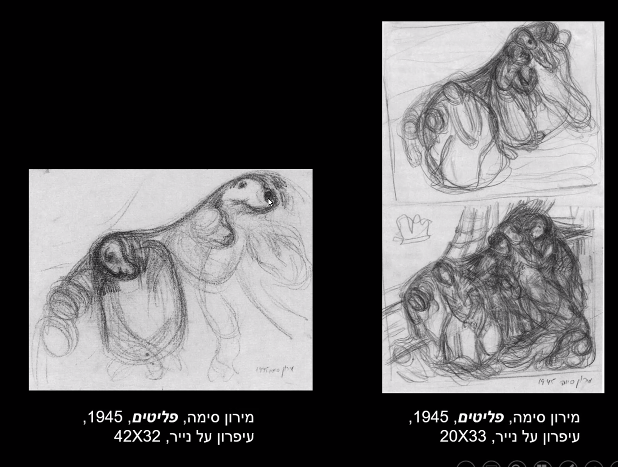 מירון סימה, פליטים, 1945,
עיפרון על נייר, 20X33
מירון סימה, פליטים, 1945,
עיפרון על נייר, 42X32